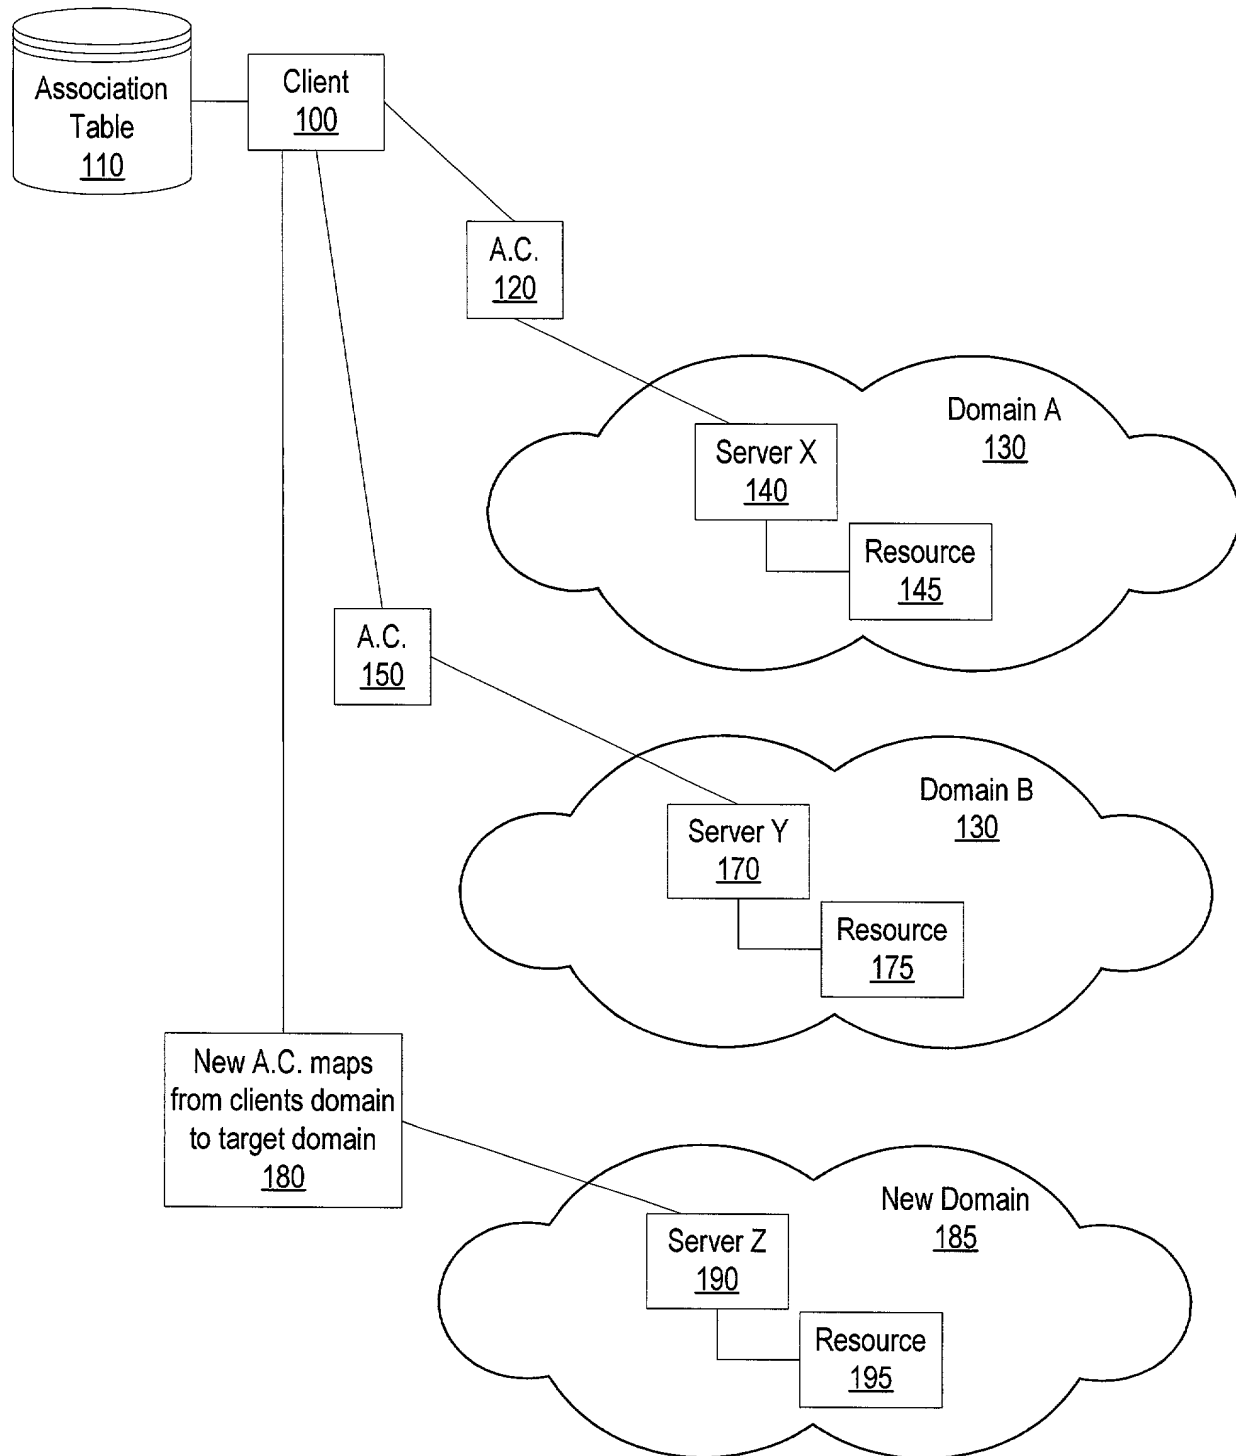 Association
Table
110
Client
100
A.C.
120
Domain A
130
Server X
140
Resource
145
A.C.
150
Domain B
130
Server Y
170
Resource
175
New A.C. maps
from clients domain
to target domain
180
New Domain
185
Server Z
190
Resource
195